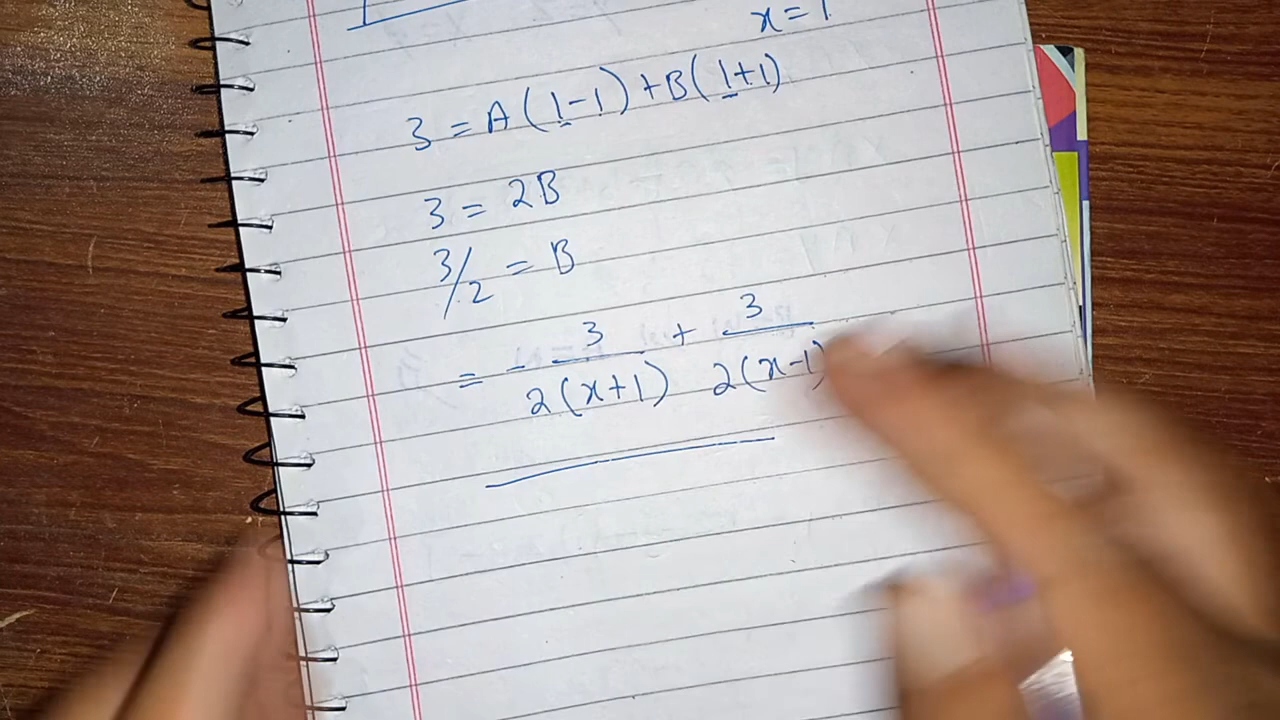 x=1
3 = A(1-1)+B(1+1)
3 = 2B
3/2 = B
= - 3/2(x+1) + 3/2(x-1)